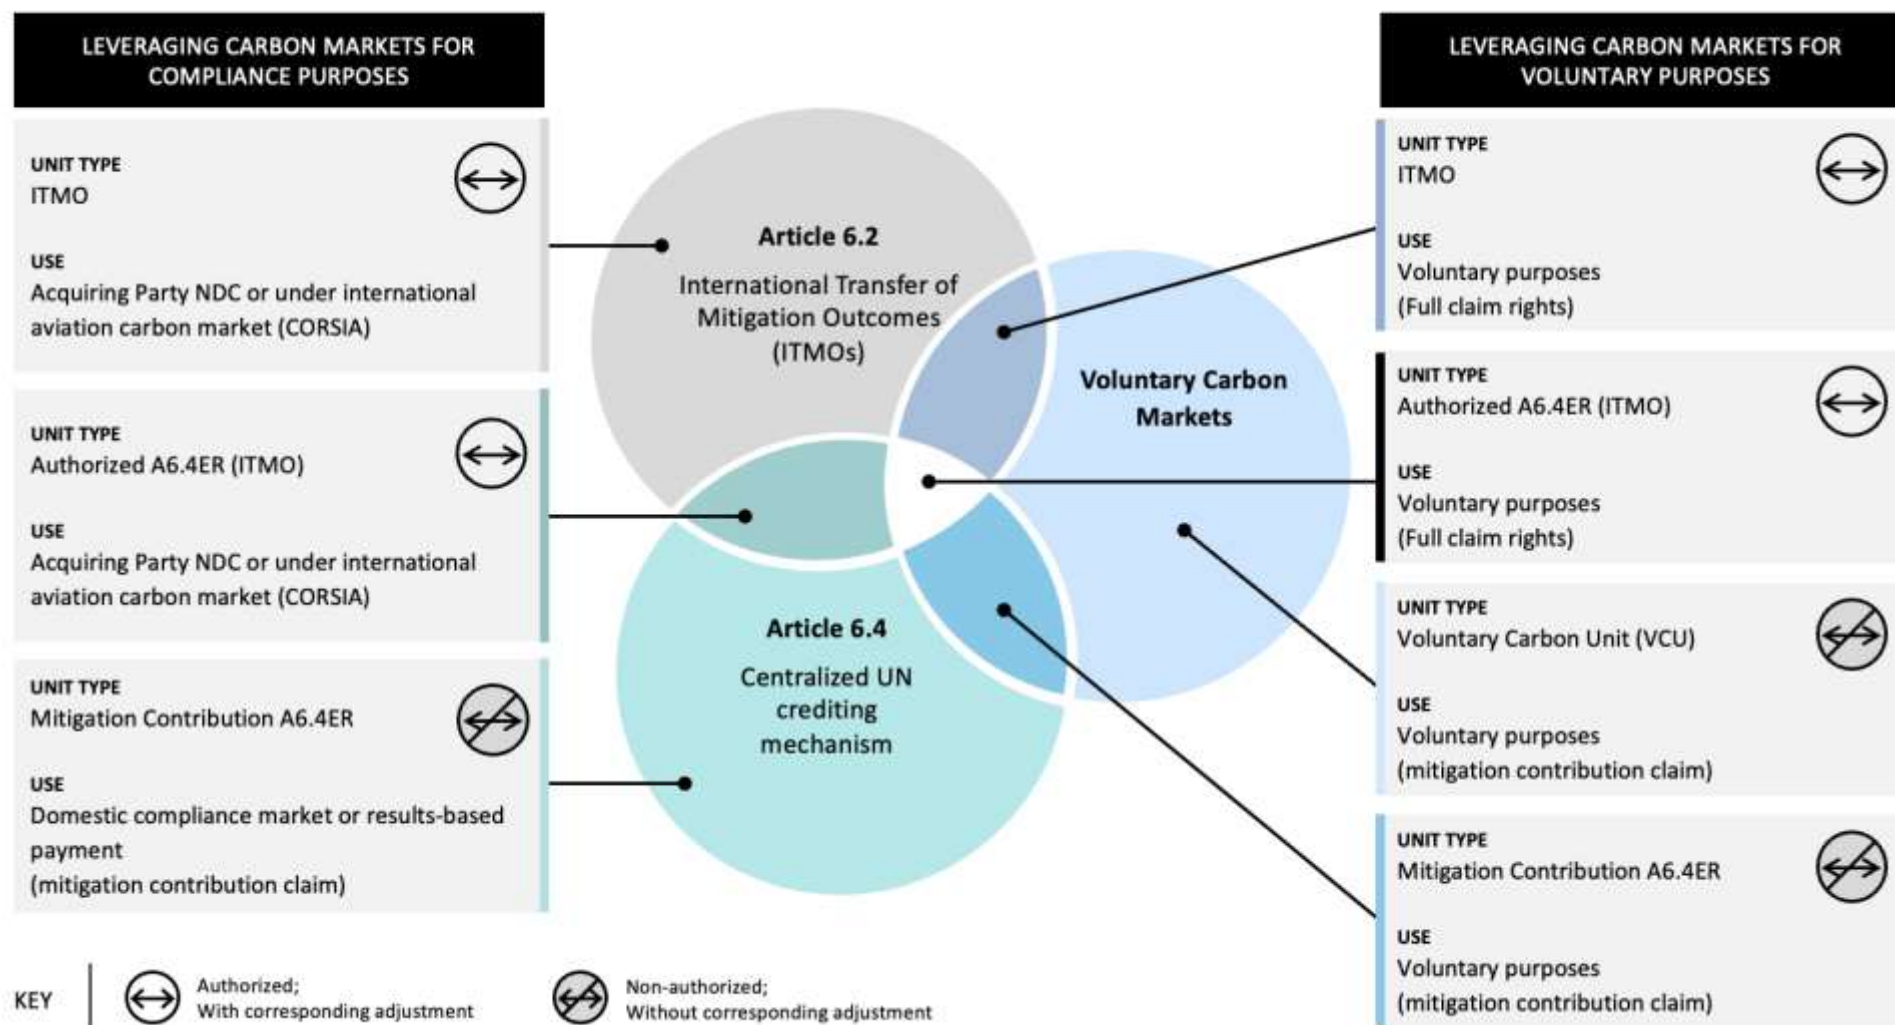 LEVERAGING CARBON MARKETS FOR
COMPLIANCE PURPOSES
UNIT TYPE
ITMO
USE
Acquiring Party NDC or under international
aviation carbon market (CORSIA)
UNIT TYPE
Authorized A6.4ER (ITMO)
USE
Acquiring Party NDC or under international
aviation carbon market (CORSIA)
UNIT TYPE
Mitigation Contribution A6.4ER
USE
Domestic compliance market or results-based
payment
(mitigation contribution claim)
Article 6.2
International Transfer of
Mitigation Outcomes
(ITMOs)
Voluntary Carbon
Markets
Article 6.4
Centralized UN
crediting
mechanism
LEVERAGING CARBON MARKETS FOR
VOLUNTARY PURPOSES
UNIT TYPE
ITMO
USE
Voluntary purposes
(Full claim rights)
UNIT TYPE
Authorized A6.4ER (ITMO)
USE
Voluntary purposes
(Full claim rights)
UNIT TYPE
Voluntary Carbon Unit (VCU)
USE
Voluntary purposes
(mitigation contribution claim)
UNIT TYPE
Mitigation Contribution A6.4ER
USE
Voluntary purposes
(mitigation contribution claim)
KEY
Authorized;
With corresponding adjustment
Non-authorized;
Without corresponding adjustment